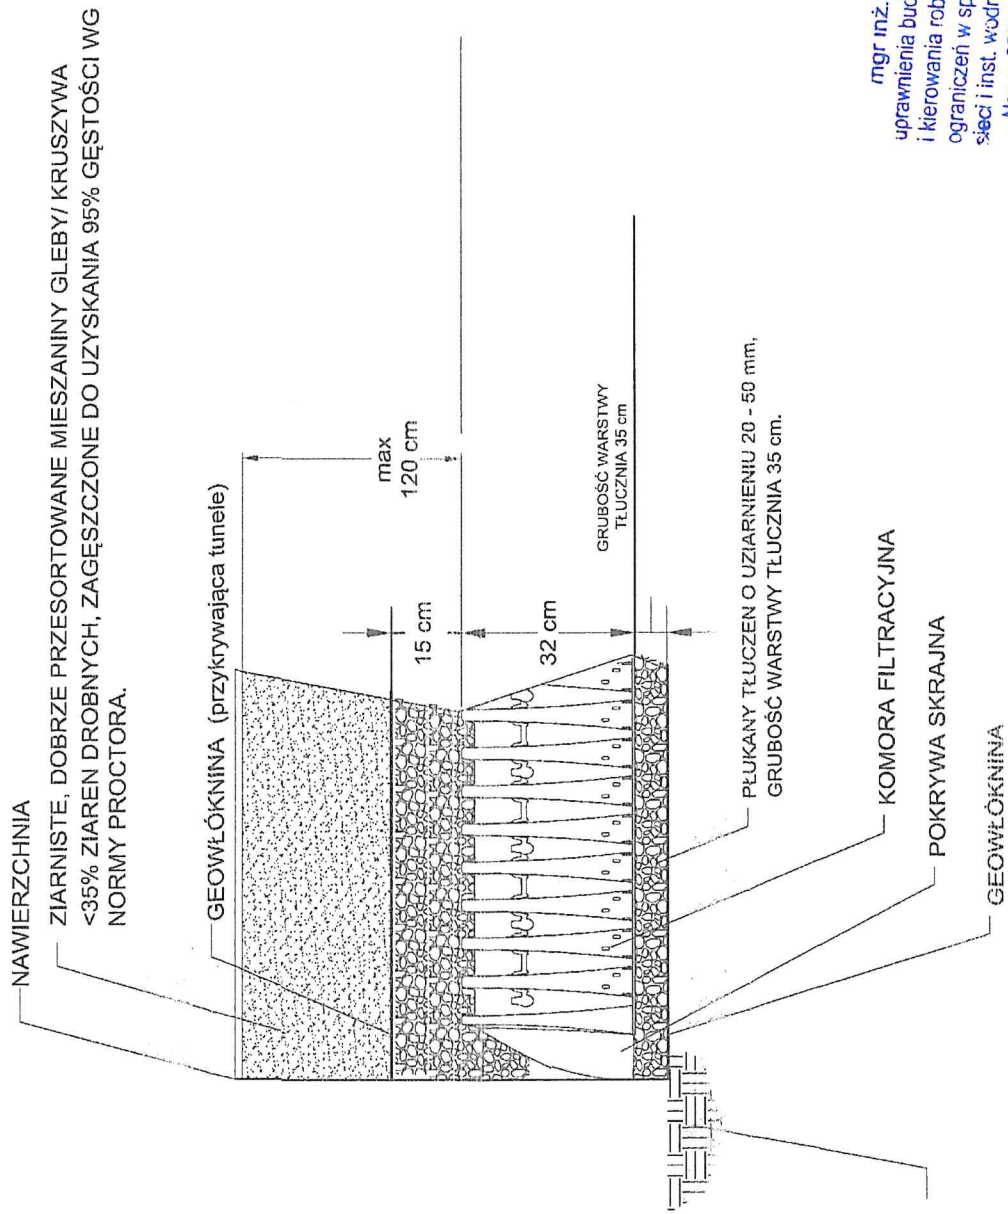 NAWIERZCHNIA
ZIARNISTE, DOBRZE PRZESORTOWANE MIESZANINY GLEBY/ KRUSZYWA
<35% ZIAREN DROBNYCH, ZAGĘSZCZONE DO UZYSKANIA 95% GĘSTOŚCI WG
NORMY PROCTORA.
GEOWŁÓKNINA (przykrywająca tunele)
max
120 cm
15 cm
32 cm
GRUBOŚĆ WARSTWY
TŁUCZNIA 35 cm
PŁUKANY TŁUCZEŃ O UZIARNIENIU 20 - 50 mm,
GRUBOŚĆ WARSTWY TŁUCZNIA 35 cm.
KOMORA FILTRACYJNA
POKRYWA SKRAJNA
GEOWŁÓKNINA
mgr inż.
uprawnienia bud
i kierowania rob
ograniczeń w sp
sieci i inst. wod